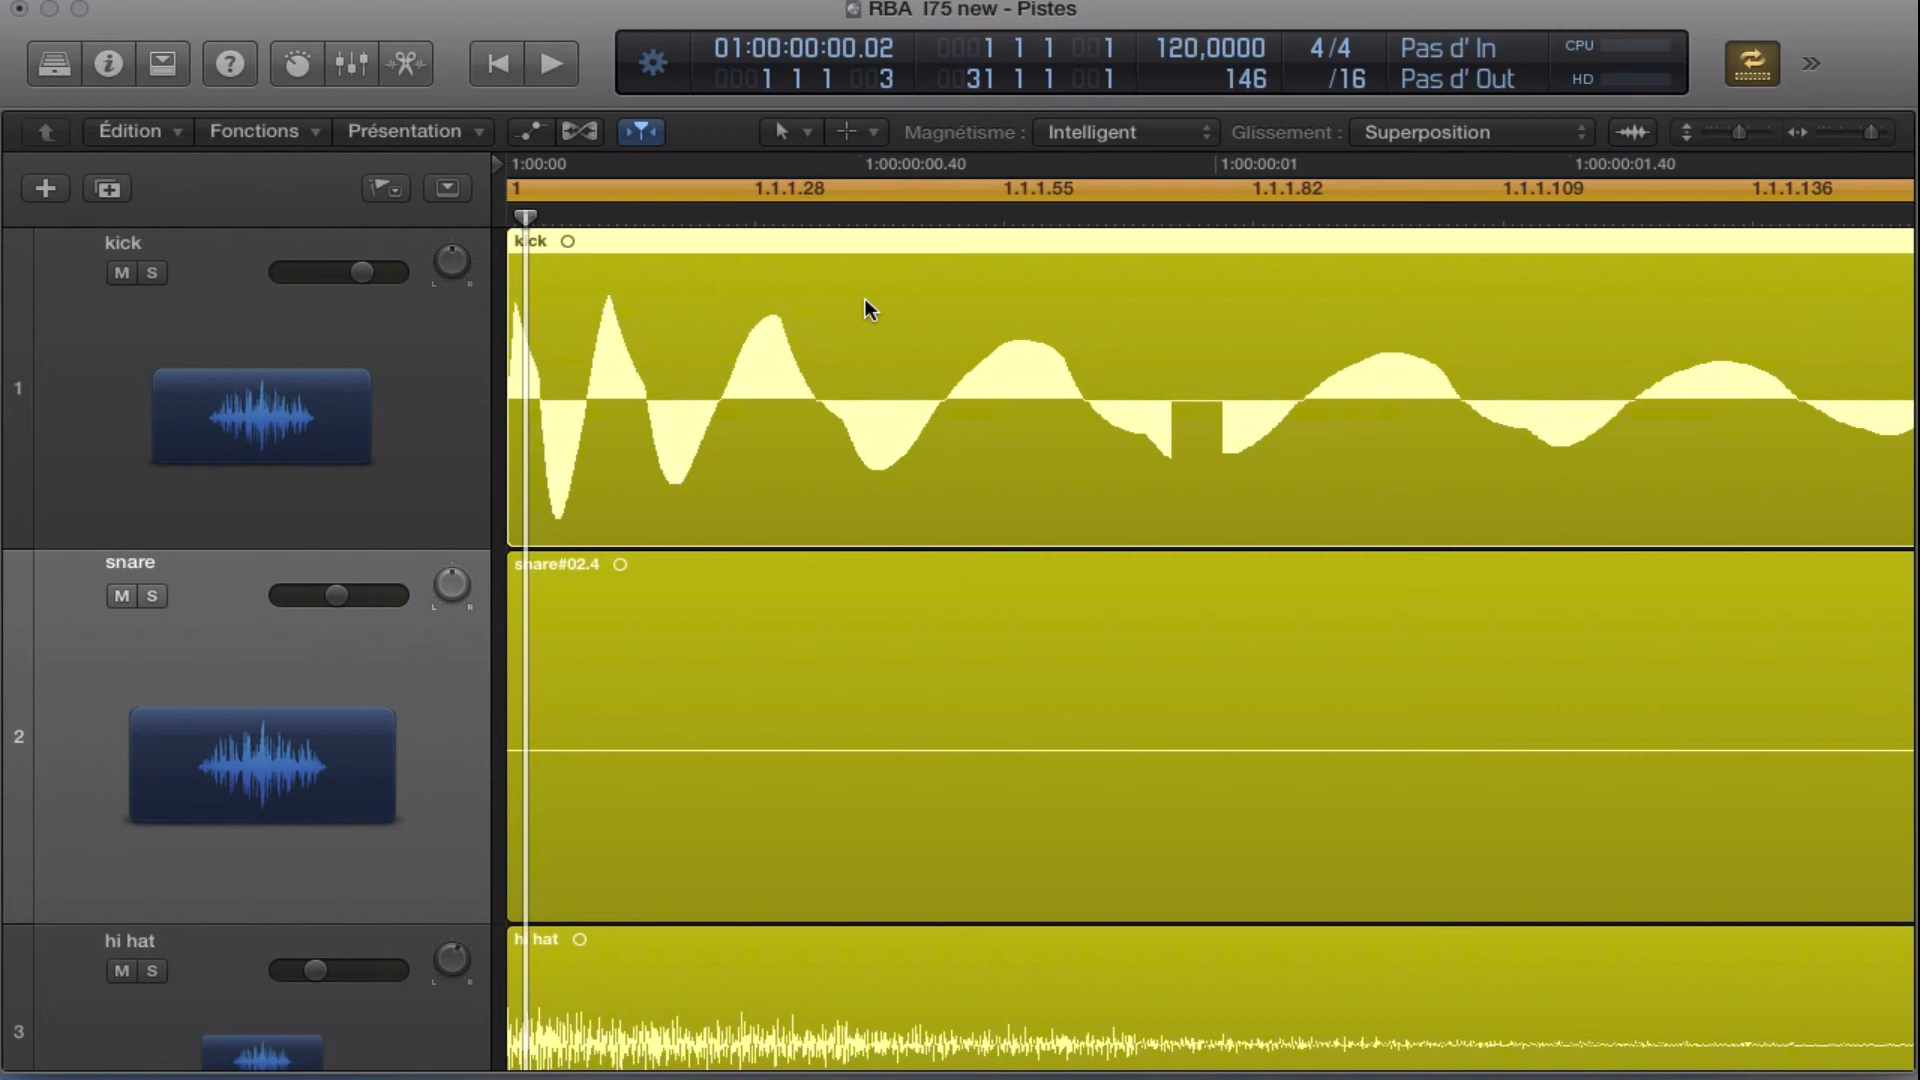 RBA I75 new - Pistes
01:00:00:00.02 0001 1 1 001 120,0000 4/4 Pas d' In CPU
0001 1 1 003 0031 1 1 001 146 /16 Pas d' Out HD
Édition Fonctions Présentation Magnétisme : Intelligent Glissement : Superposition
1:00:00 1:00:00:00.40 1:00:00:01 1:00:00:01.40
1 1.1.1.28 1.1.1.55 1.1.1.82 1.1.1.109 1.1.1.136
kick
M S
L R
1
kick
snare
M S
L R
2
snare#02.4
hi hat
M S
L R
3
hi hat